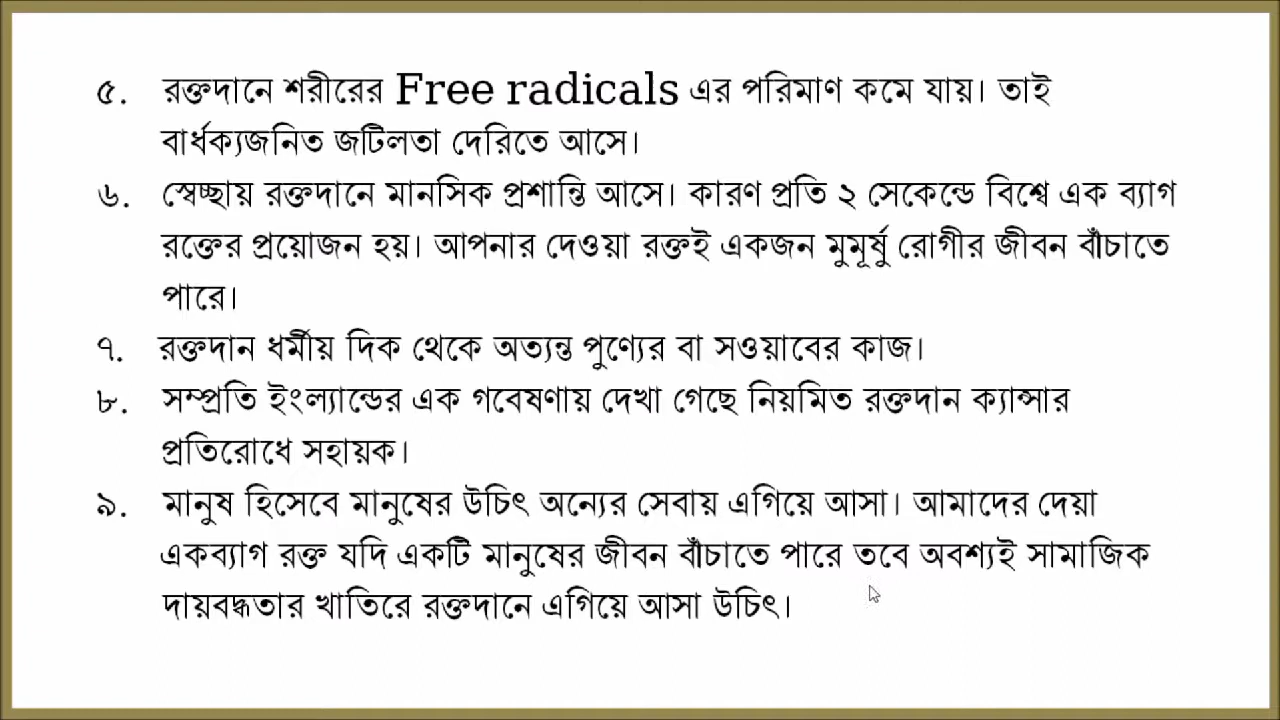 ৫. রক্তদানে শরীরের Free radicals এর পরিমাণ কমে যায়। তাই
বার্ধক্যজনিত জটিলতা দেরিতে আসে।
৬. স্বেচ্ছায় রক্তদানে মানসিক প্রশান্তি আসে। কারণ প্রতি ২ সেকেন্ডে বিশ্বে এক ব্যাগ
রক্তের প্রয়োজন হয়। আপনার দেওয়া রক্তই একজন মুমূর্ষু রোগীর জীবন বাঁচাতে
পারে।
৭. রক্তদান ধর্মীয় দিক থেকে অত্যন্ত পুণ্যের বা সওয়াবের কাজ।
৮. সম্প্রতি ইংল্যান্ডের এক গবেষণায় দেখা গেছে নিয়মিত রক্তদান ক্যান্সার
প্রতিরোধে সহায়ক।
৯. মানুষ হিসেবে মানুষের উচিৎ অন্যের সেবায় এগিয়ে আসা। আমাদের দেয়া
একব্যাগ রক্ত যদি একটি মানুষের জীবন বাঁচাতে পারে তবে অবশ্যই সামাজিক
দায়বদ্ধতার খাতিরে রক্তদানে এগিয়ে আসা উচিৎ।